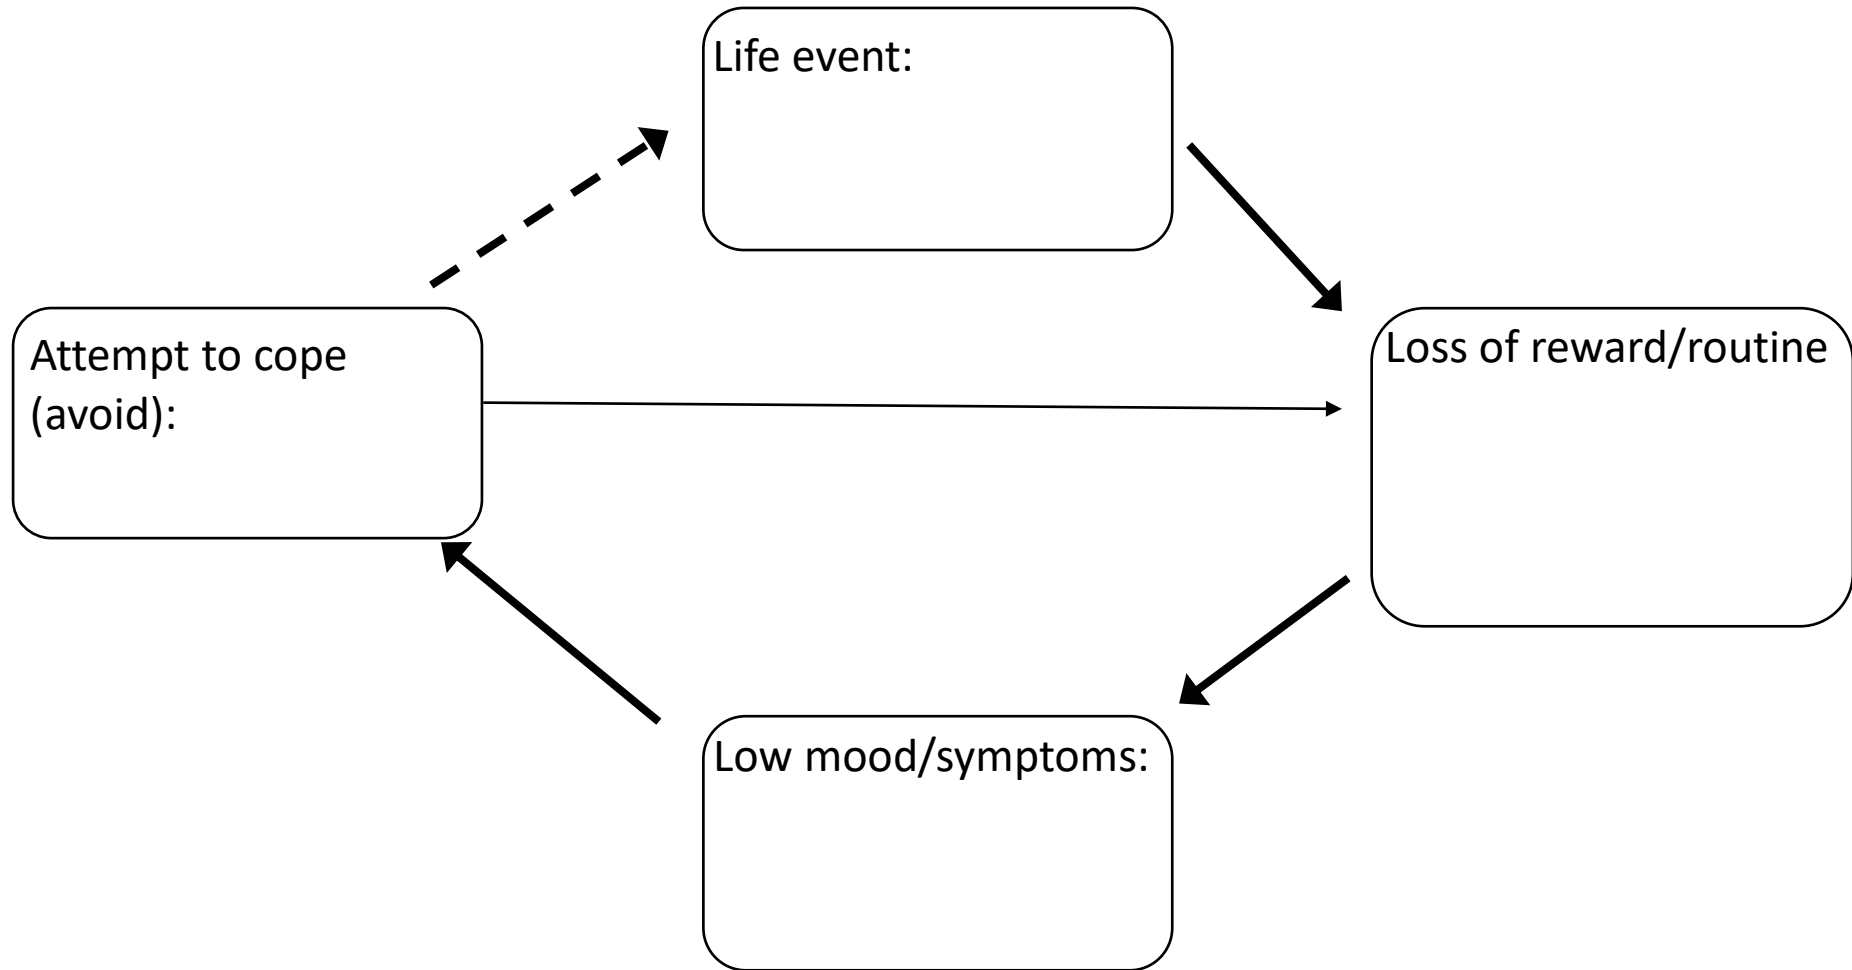 Life event:
Attempt to cope
(avoid):
Loss of reward/routine
Low mood/symptoms: